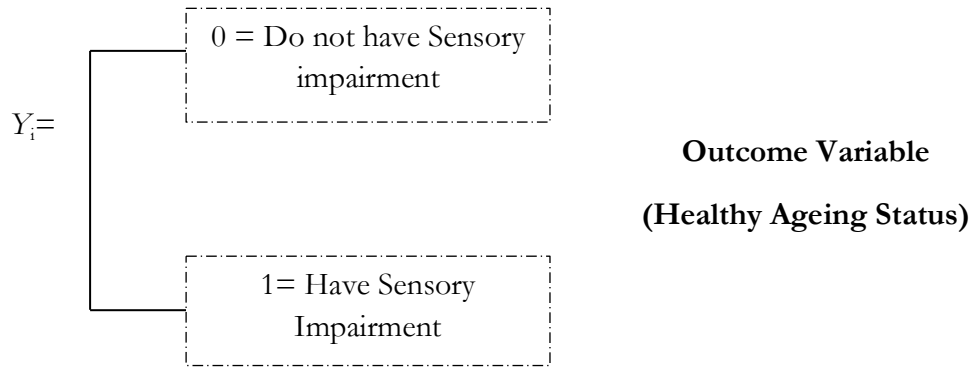 0 = Do not have Sensory
impairment
Yi=
Outcome Variable
(Healthy Ageing Status)
1= Have Sensory
Impairment